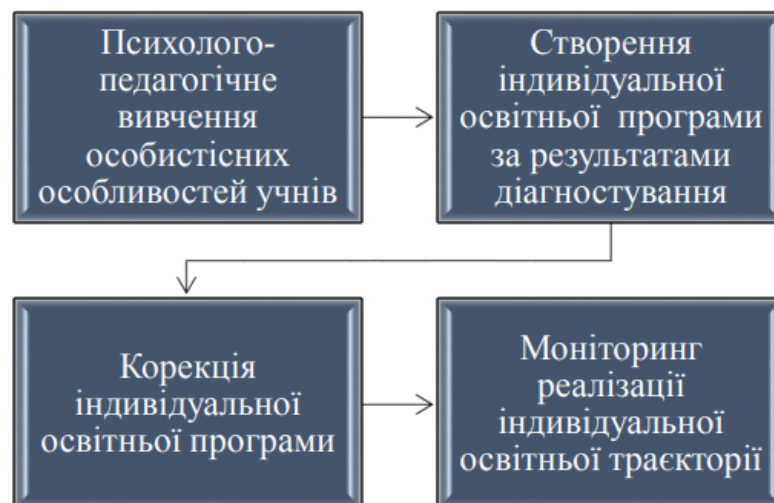 Психолого-
педагогічне
вивчення
особистісних
особливостей учнів
Створення
індивідуальної
освітньої програми
за результатами
діагностування
Корекція
індивідуальної
освітньої програми
Моніторинг
реалізації
індивідуальної
освітньої траєкторії